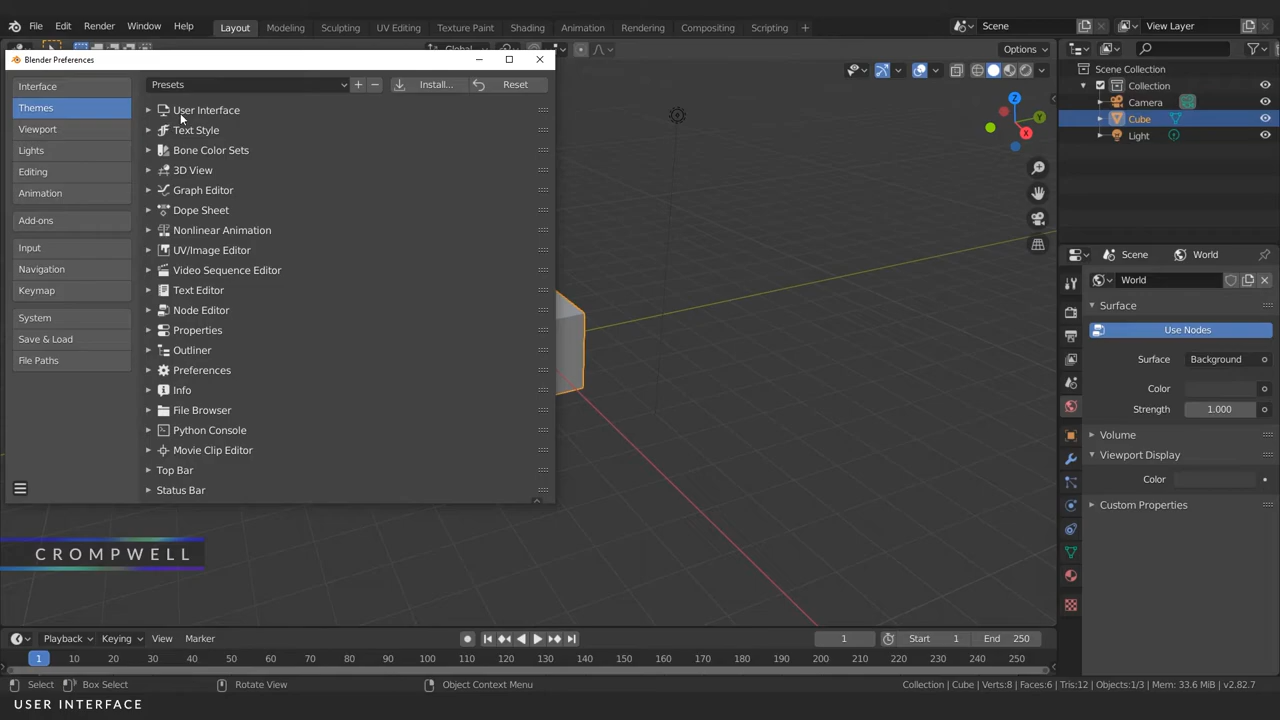 File Edit Render Window Help Layout Modeling Sculpting UV Editing Texture Paint Shading Animation Rendering Compositing Scripting + Scene View Layer
Global Options
Blender Preferences
Interface
Themes
Viewport
Lights
Editing
Animation
Add-ons
Input
Navigation
Keymap
System
Save & Load
File Paths
Presets Install... Reset
User Interface
Text Style
Bone Color Sets
3D View
Graph Editor
Dope Sheet
Nonlinear Animation
UV/Image Editor
Video Sequence Editor
Text Editor
Node Editor
Properties
Outliner
Preferences
Info
File Browser
Python Console
Movie Clip Editor
Top Bar
Status Bar
Z
Y
X
Scene Collection
Collection
Camera
Cube
Light
Scene World
World
Surface
Use Nodes
Surface Background
Color
Strength 1.000
Volume
Viewport Display
Color
Custom Properties
CROMPWELL
Playback Keying View Marker 1 Start 1 End 250
1 10 20 30 40 50 60 70 80 90 100 110 120 130 140 150 160 170 180 190 200 210 220 230 240 250
Select Box Select Rotate View Object Context Menu Collection | Cube | Verts:8 | Faces:6 | Tris:12 | Objects:1/3 | Mem: 33.6 MiB | v2.82.7
USER INTERFACE